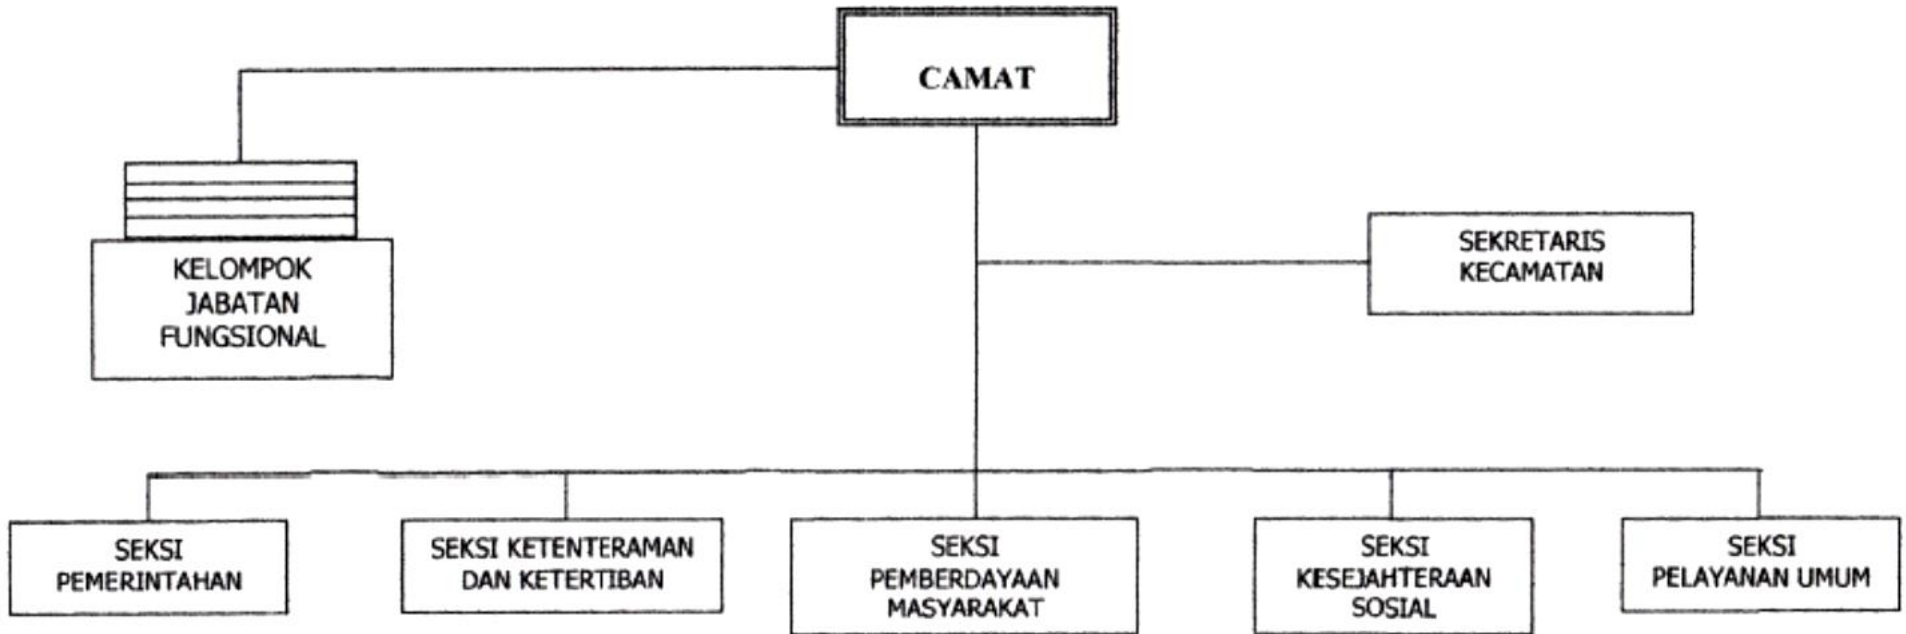 CAMAT
SEKRETARIS
KECAMATAN
KELOMPOK
JABATAN
FUNGSIONAL
SEKSI
PEMERINTAHAN
SEKSI KETENTERAMAN
DAN KETERTIBAN
SEKSI
PEMBERDAYAAN
MASYARAKAT
SEKSI
KESEJAHTERAAN
SOSIAL
SEKSI
PELAYANAN UMUM